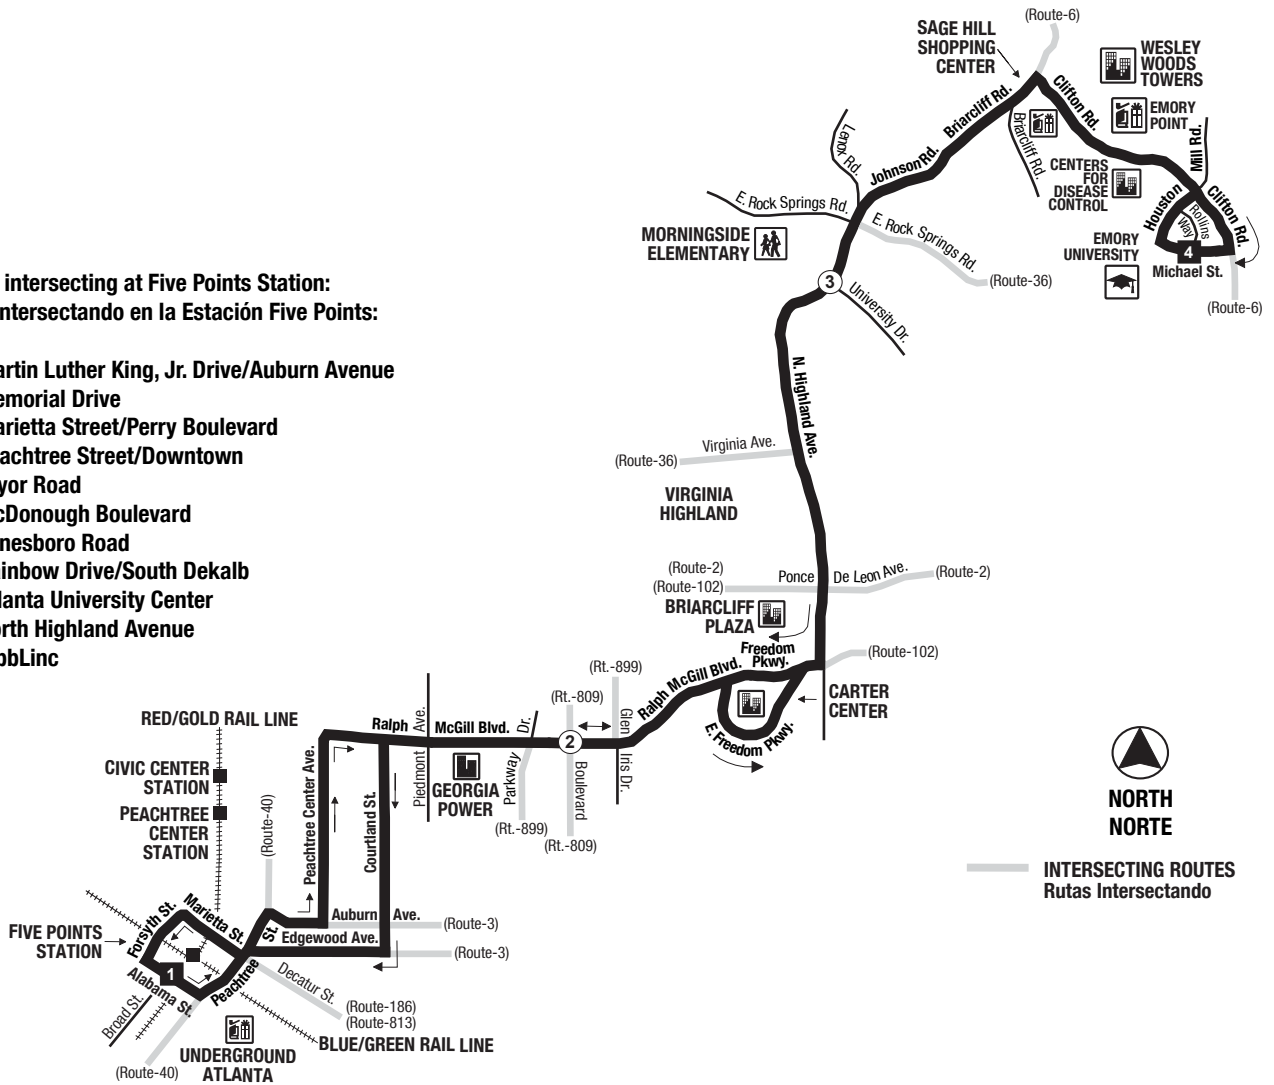 (Route-6)
SAGE HILL
SHOPPING
CENTER
WESLEY
WOODS
TOWERS
Clifton Rd.
Briarcliff Rd.
EMORY
POINT
Briarcliff Rd.
Mill Rd.
Lenox Rd.
Johnson Rd.
CENTERS
FOR
DISEASE
CONTROL
Houston
Clifton Rd.
Rollins
Way
E. Rock Springs Rd.
E. Rock Springs Rd.
MORNINGSIDE
ELEMENTARY
EMORY
UNIVERSITY
4
Michael St.
(Route-36)
(Route-6)
3
University Dr.
intersecting at Five Points Station:
ntersectando en la Estación Five Points:
artin Luther King, Jr. Drive/Auburn Avenue
emorial Drive
arietta Street/Perry Boulevard
achtree Street/Downtown
yor Road
cDonough Boulevard
nesboro Road
inbow Drive/South Dekalb
lanta University Center
orth Highland Avenue
bbLinc
N. Highland Ave.
Virginia Ave.
(Route-36)
VIRGINIA
HIGHLAND
(Route-2)
(Route-102)
Ponce De Leon Ave.
(Route-2)
BRIARCLIFF
PLAZA
Freedom
Pkwy.
(Route-102)
CARTER
CENTER
E. Freedom Pkwy.
Ralph McGill Blvd.
(Rt.-899)
(Rt.-809)
Glen
Iris Dr.
2
Boulevard
(Rt.-809)
Parkway Dr.
(Rt.-899)
Ralph McGill Blvd.
Piedmont Ave.
GEORGIA
POWER
RED/GOLD RAIL LINE
CIVIC CENTER
STATION
PEACHTREE
CENTER
STATION
(Route-40)
Peachtree Center Ave.
Courtland St.
Auburn Ave.
(Route-3)
Edgewood Ave.
(Route-3)
FIVE POINTS
STATION
Forsyth St.
Marietta St.
1
Alabama St.
Peachtree St.
Broad St.
Decatur St.
(Route-186)
(Route-813)
BLUE/GREEN RAIL LINE
UNDERGROUND
ATLANTA
(Route-40)
NORTH
NORTE
INTERSECTING ROUTES
Rutas Intersectando